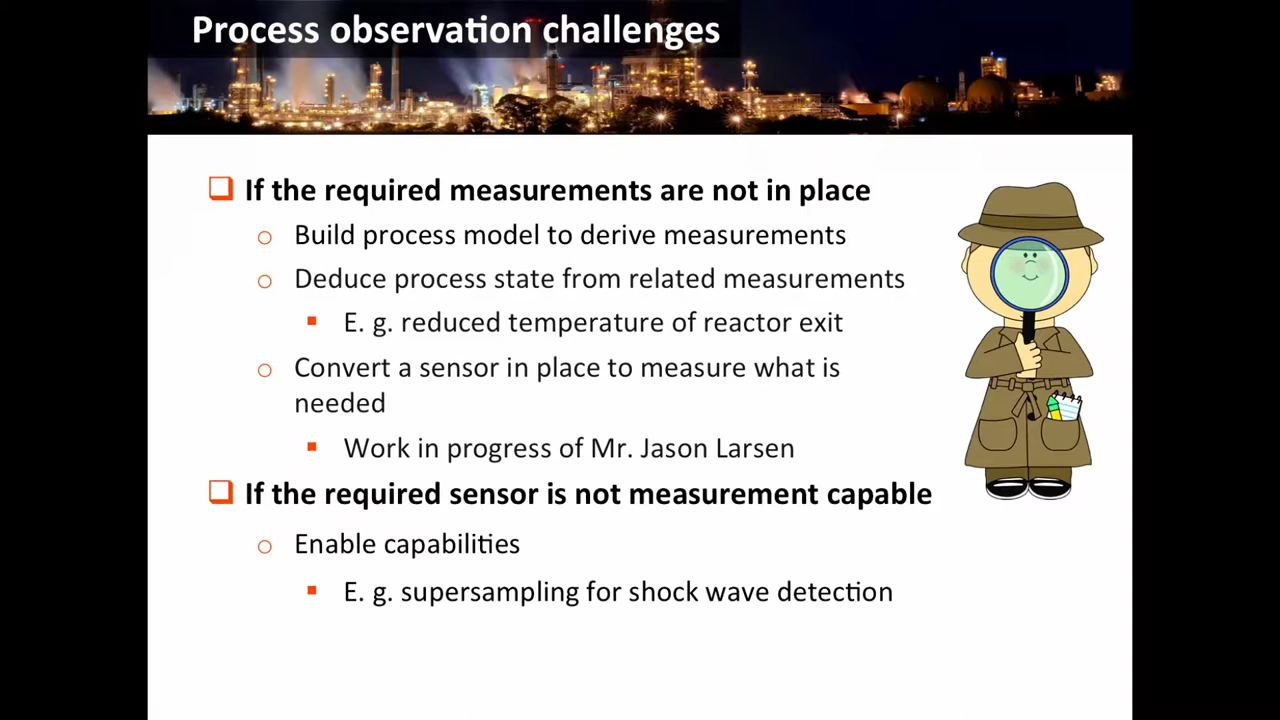 Process observation challenges
If the required measurements are not in place
Build process model to derive measurements
Deduce process state from related measurements
E. g. reduced temperature of reactor exit
Convert a sensor in place to measure what is
needed
Work in progress of Mr. Jason Larsen
If the required sensor is not measurement capable
Enable capabilities
E. g. supersampling for shock wave detection